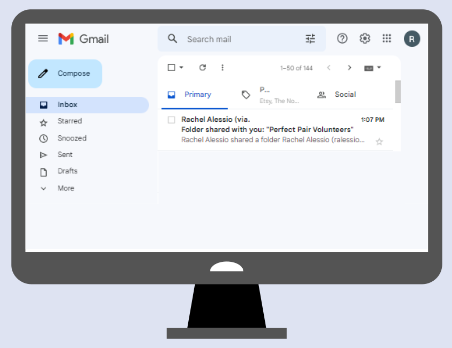 Gmail
Search mail
R
Compose
1–50 of 144
Inbox
Primary
P...
Etsy, The No...
Social
Starred
Rachel Alessio (via.
1:07 PM
Folder shared with you: "Perfect Pair Volunteers"
Rachel Alessio shared a folder Rachel Alessio (ralessio...
Snoozed
Sent
Drafts
More